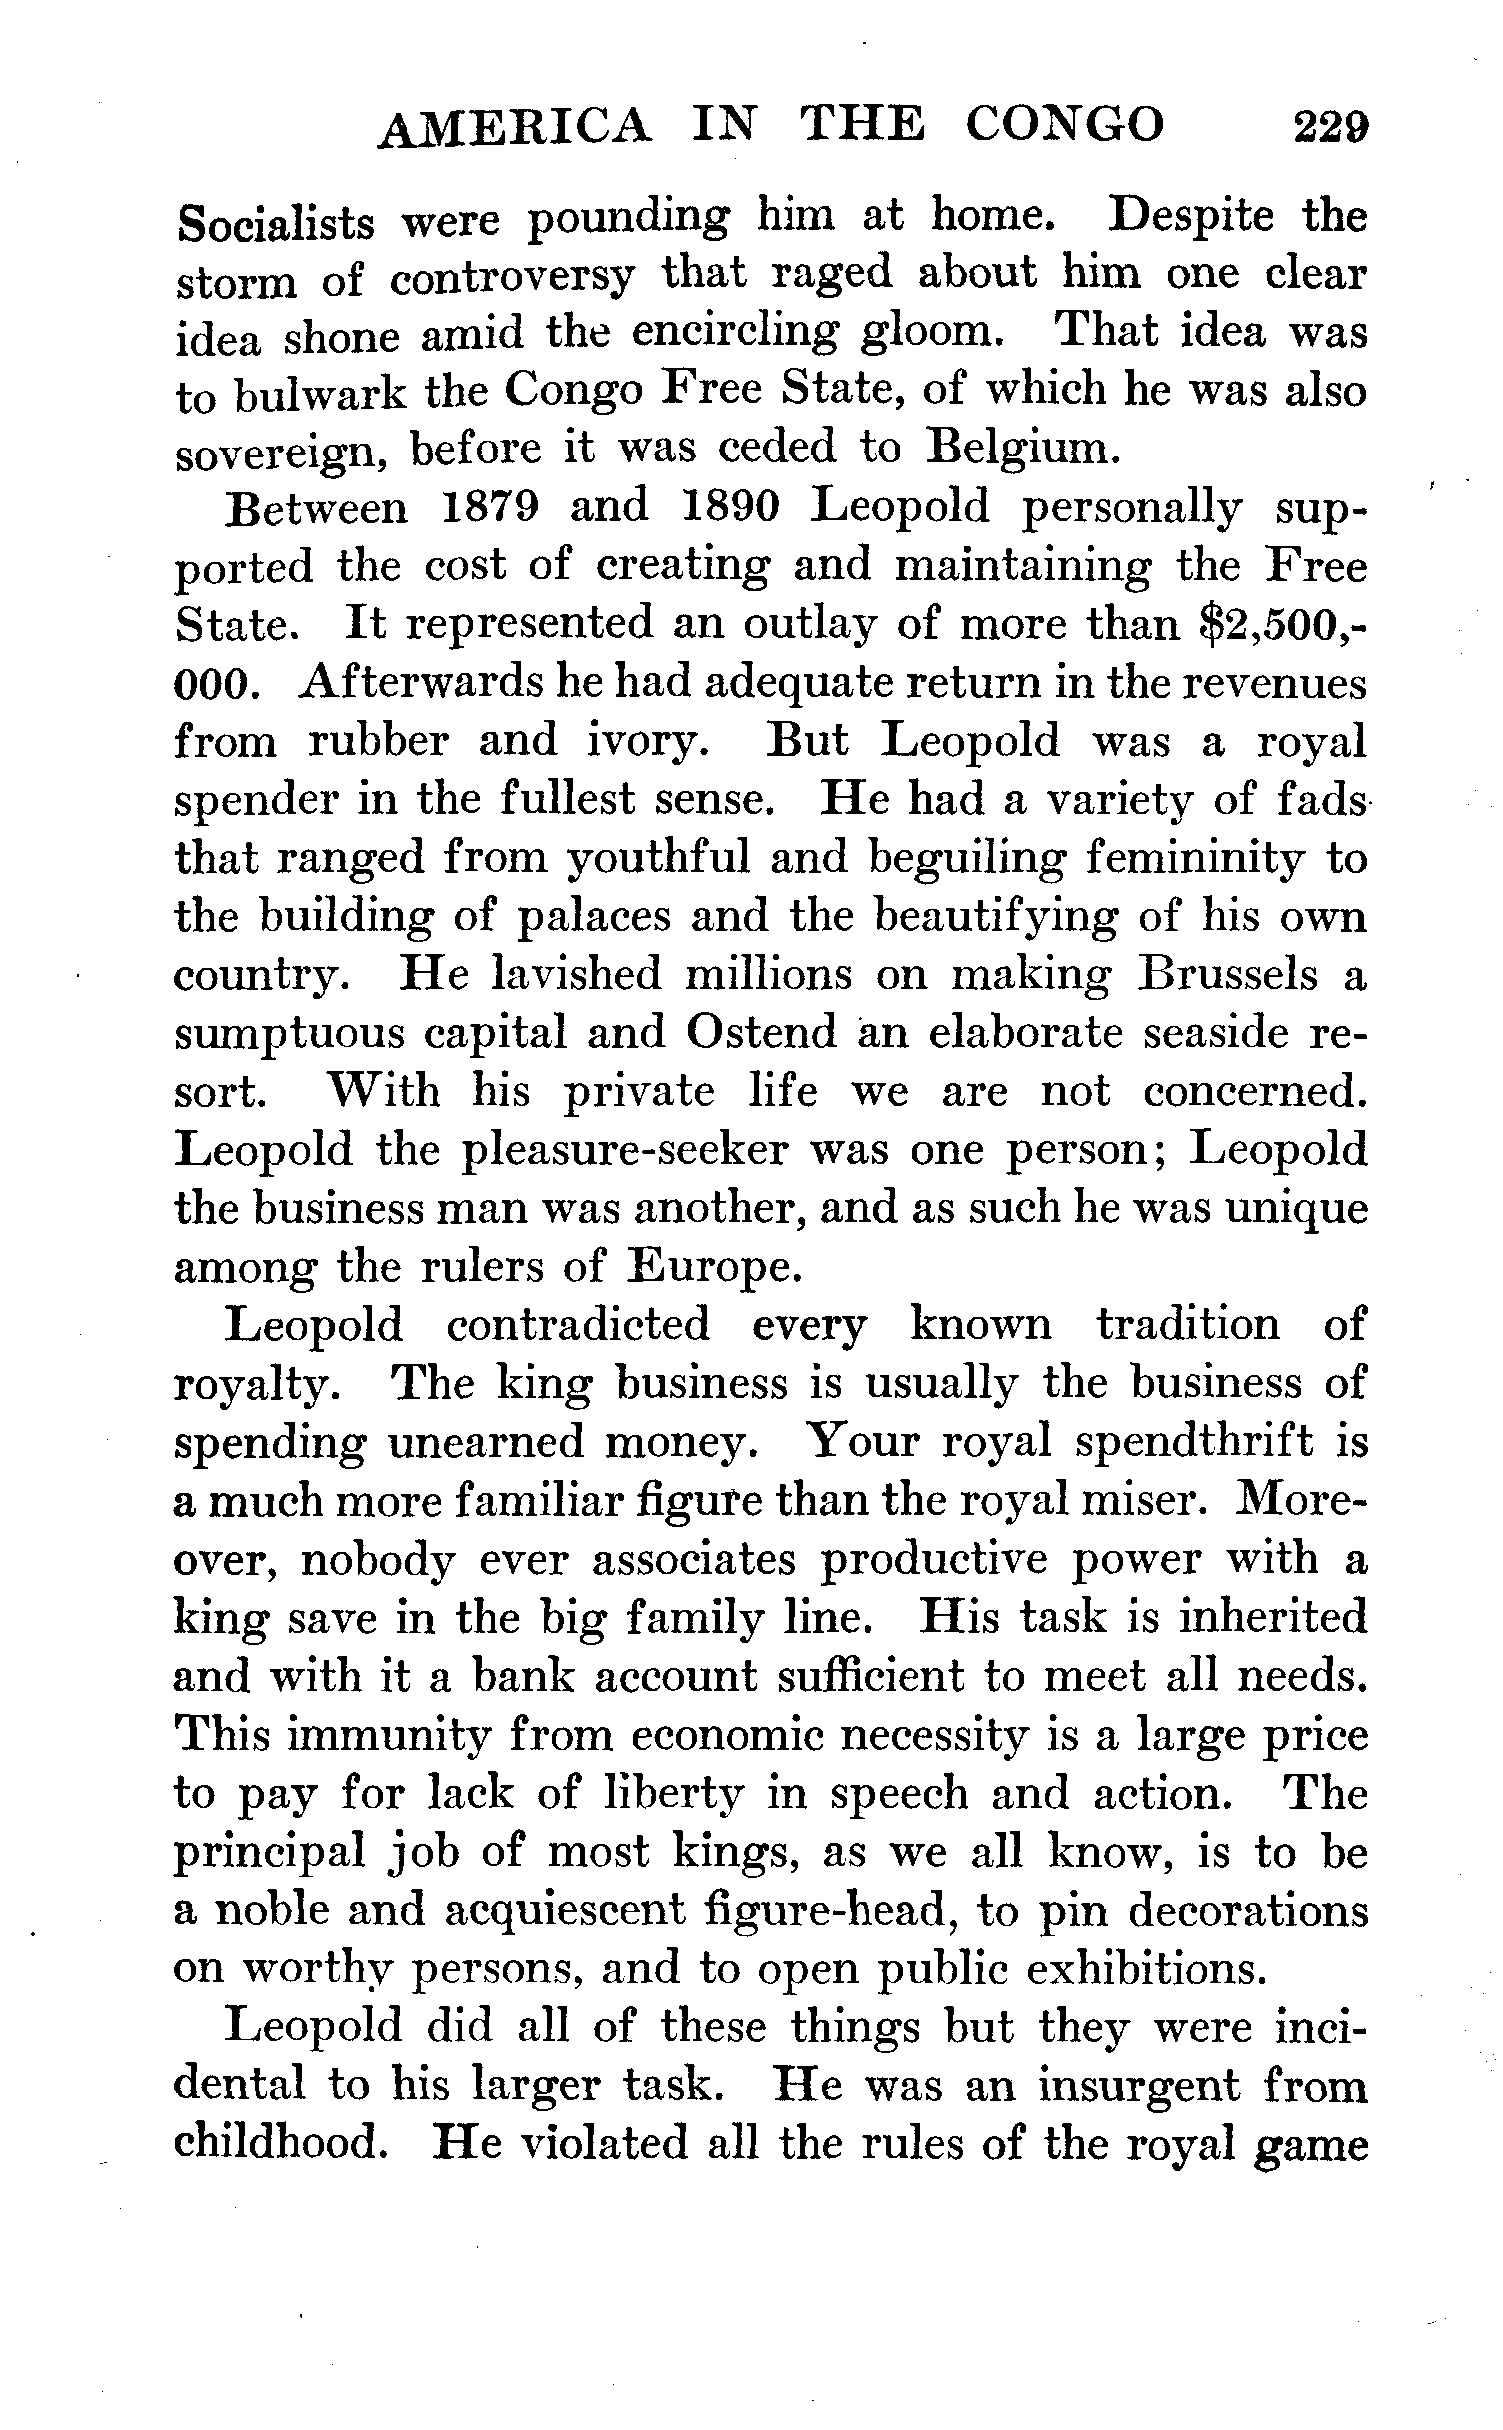 AMERICA IN THE CONGO 229
Socialists were pounding him at home. Despite the
storm of controversy that raged about him one clear
idea shone amid the encircling gloom. That idea was
to bulwark the Congo Free State, of which he was also
sovereign, before it was ceded to Belgium.
Between 1879 and 1890 Leopold personally sup-
ported the cost of creating and maintaining the Free
State. It represented an outlay of more than $2,500,-
000. Afterwards he had adequate return in the revenues
from rubber and ivory. But Leopold was a royal
spender in the fullest sense. He had a variety of fads
that ranged from youthful and beguiling femininity to
the building of palaces and the beautifying of his own
country. He lavished millions on making Brussels a
sumptuous capital and Ostend an elaborate seaside re-
sort. With his private life we are not concerned.
Leopold the pleasure-seeker was one person; Leopold
the business man was another, and as such he was unique
among the rulers of Europe.
Leopold contradicted every known tradition of
royalty. The king business is usually the business of
spending unearned money. Your royal spendthrift is
a much more familiar figure than the royal miser. More-
over, nobody ever associates productive power with a
king save in the big family line. His task is inherited
and with it a bank account sufficient to meet all needs.
This immunity from economic necessity is a large price
to pay for lack of liberty in speech and action. The
principal job of most kings, as we all know, is to be
a noble and acquiescent figure-head, to pin decorations
on worthy persons, and to open public exhibitions.
Leopold did all of these things but they were inci-
dental to his larger task. He was an insurgent from
childhood. He violated all the rules of the royal game